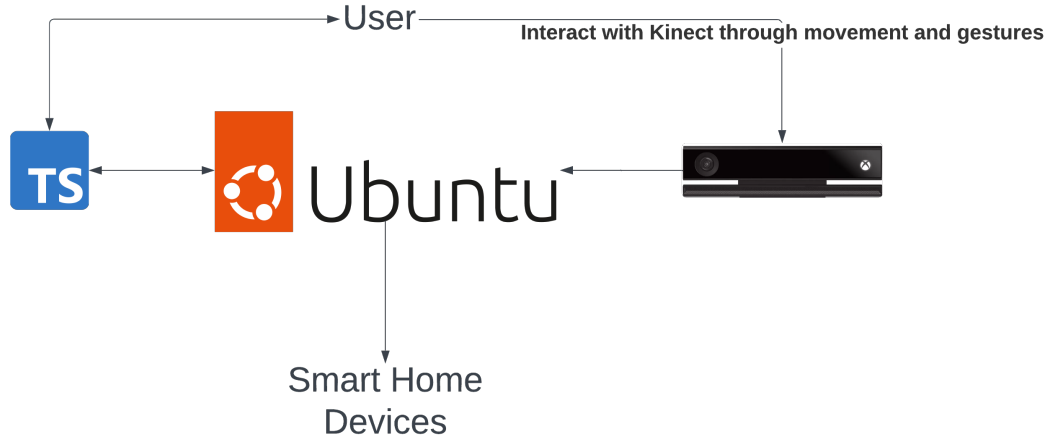 User
Interact with Kinect through movement and gestures
TS
Ubuntu
Smart Home
Devices